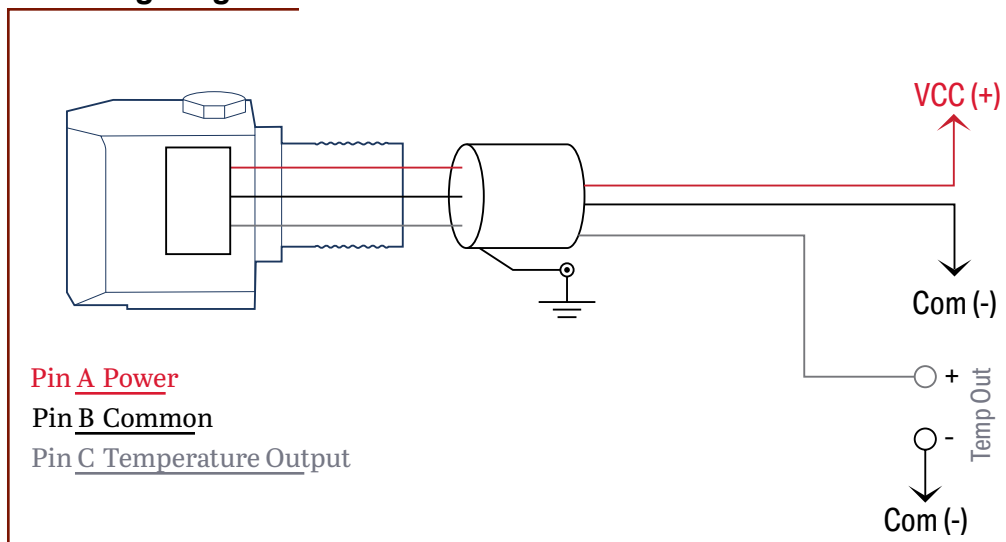 VCC (+)
Com (-)
Pin A Power
Pin B Common
Pin C Temperature Output
+
-
Temp Out
Com (-)